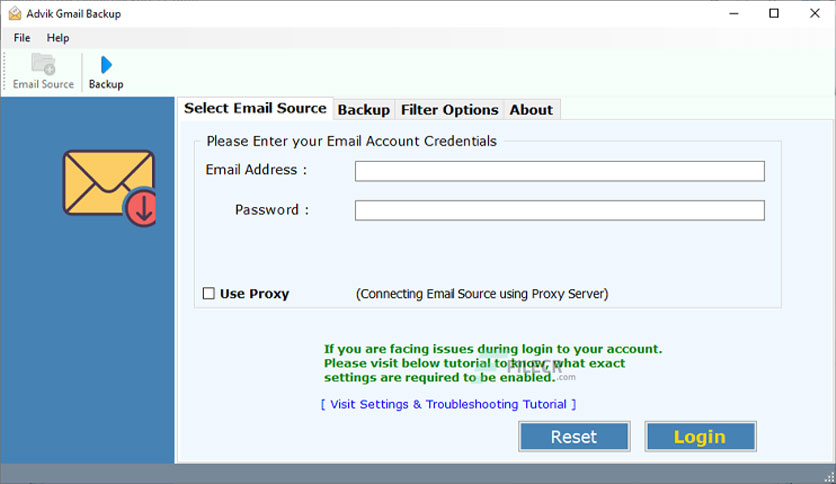 Advik Gmail Backup
File Help
Email Source Backup
Select Email Source Backup Filter Options About
Please Enter your Email Account Credentials
Email Address :
Password :
Use Proxy (Connecting Email Source using Proxy Server)
If you are facing issues during login to your account.
Please visit below tutorial to know, what exact
settings are required to be enabled.
FILECR
.com
[ Visit Settings & Troubleshooting Tutorial ]
Reset Login